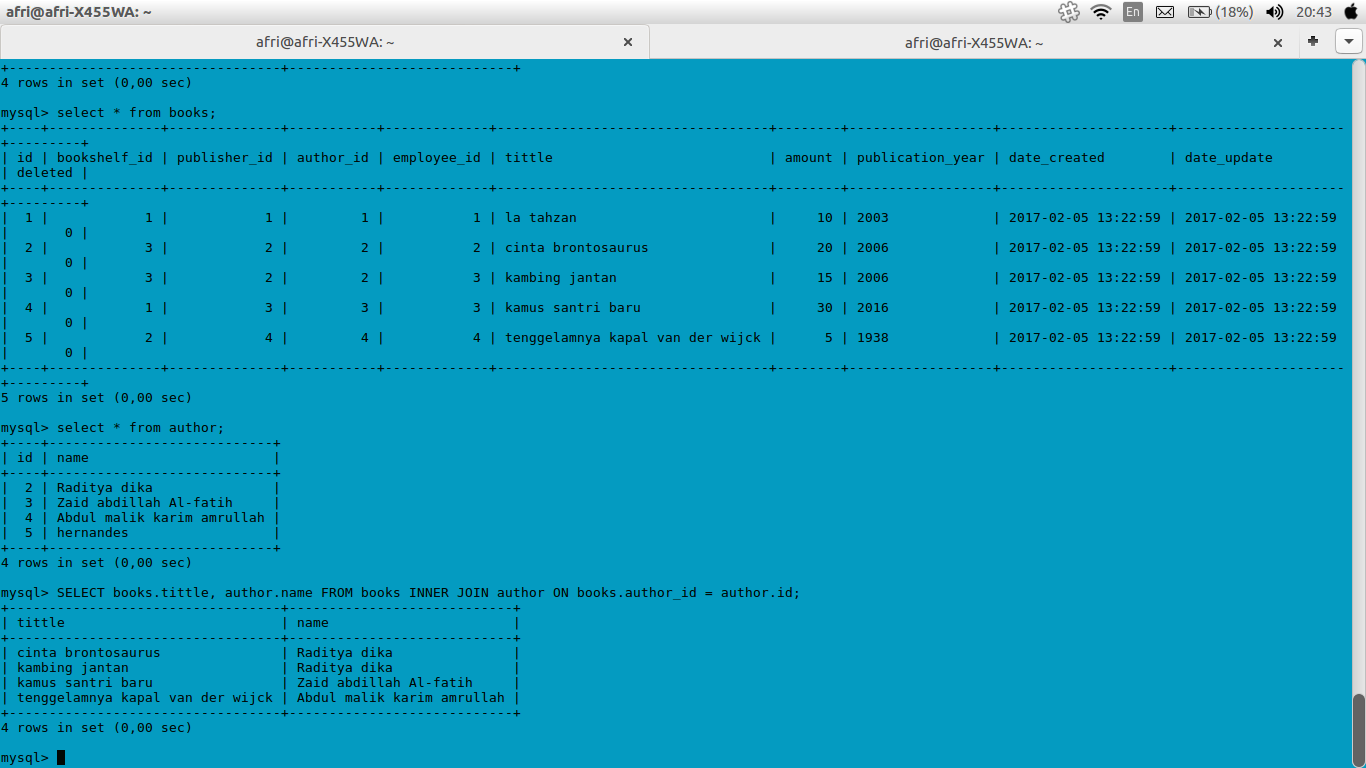 afri@afri-X455WA: ~
En (18%) 20:43
afri@afri-X455WA: ~ × afri@afri-X455WA: ~ × +
+----------------------------------+----------------------------+
4 rows in set (0,00 sec)
mysql> select * from books;
+----+--------------+--------------+-----------+-------------+----------------------------------+--------+------------------+---------------------+---------------------
+---------+
| id | bookshelf_id | publisher_id | author_id | employee_id | tittle                           | amount | publication_year | date_created        | date_update
| deleted |
+----+--------------+--------------+-----------+-------------+----------------------------------+--------+------------------+---------------------+---------------------
+---------+
|  1 |            1 |            1 |         1 |           1 | la tahzan                        |     10 | 2003             | 2017-02-05 13:22:59 | 2017-02-05 13:22:59
|       0 |
|  2 |            3 |            2 |         2 |           2 | cinta brontosaurus               |     20 | 2006             | 2017-02-05 13:22:59 | 2017-02-05 13:22:59
|       0 |
|  3 |            3 |            2 |         2 |           3 | kambing jantan                   |     15 | 2006             | 2017-02-05 13:22:59 | 2017-02-05 13:22:59
|       0 |
|  4 |            1 |            3 |         3 |           3 | kamus santri baru                |     30 | 2016             | 2017-02-05 13:22:59 | 2017-02-05 13:22:59
|       0 |
|  5 |            2 |            4 |         4 |           4 | tenggelamnya kapal van der wijck |      5 | 1938             | 2017-02-05 13:22:59 | 2017-02-05 13:22:59
|       0 |
+----+--------------+--------------+-----------+-------------+----------------------------------+--------+------------------+---------------------+---------------------
+---------+
5 rows in set (0,00 sec)
mysql> select * from author;
+----+----------------------------+
| id | name                       |
+----+----------------------------+
|  2 | Raditya dika               |
|  3 | Zaid abdillah Al-fatih     |
|  4 | Abdul malik karim amrullah |
|  5 | hernandes                  |
+----+----------------------------+
4 rows in set (0,00 sec)
mysql> SELECT books.tittle, author.name FROM books INNER JOIN author ON books.author_id = author.id;
+----------------------------------+----------------------------+
| tittle                           | name                       |
+----------------------------------+----------------------------+
| cinta brontosaurus               | Raditya dika               |
| kambing jantan                   | Raditya dika               |
| kamus santri baru                | Zaid abdillah Al-fatih     |
| tenggelamnya kapal van der wijck | Abdul malik karim amrullah |
+----------------------------------+----------------------------+
4 rows in set (0,00 sec)
mysql>